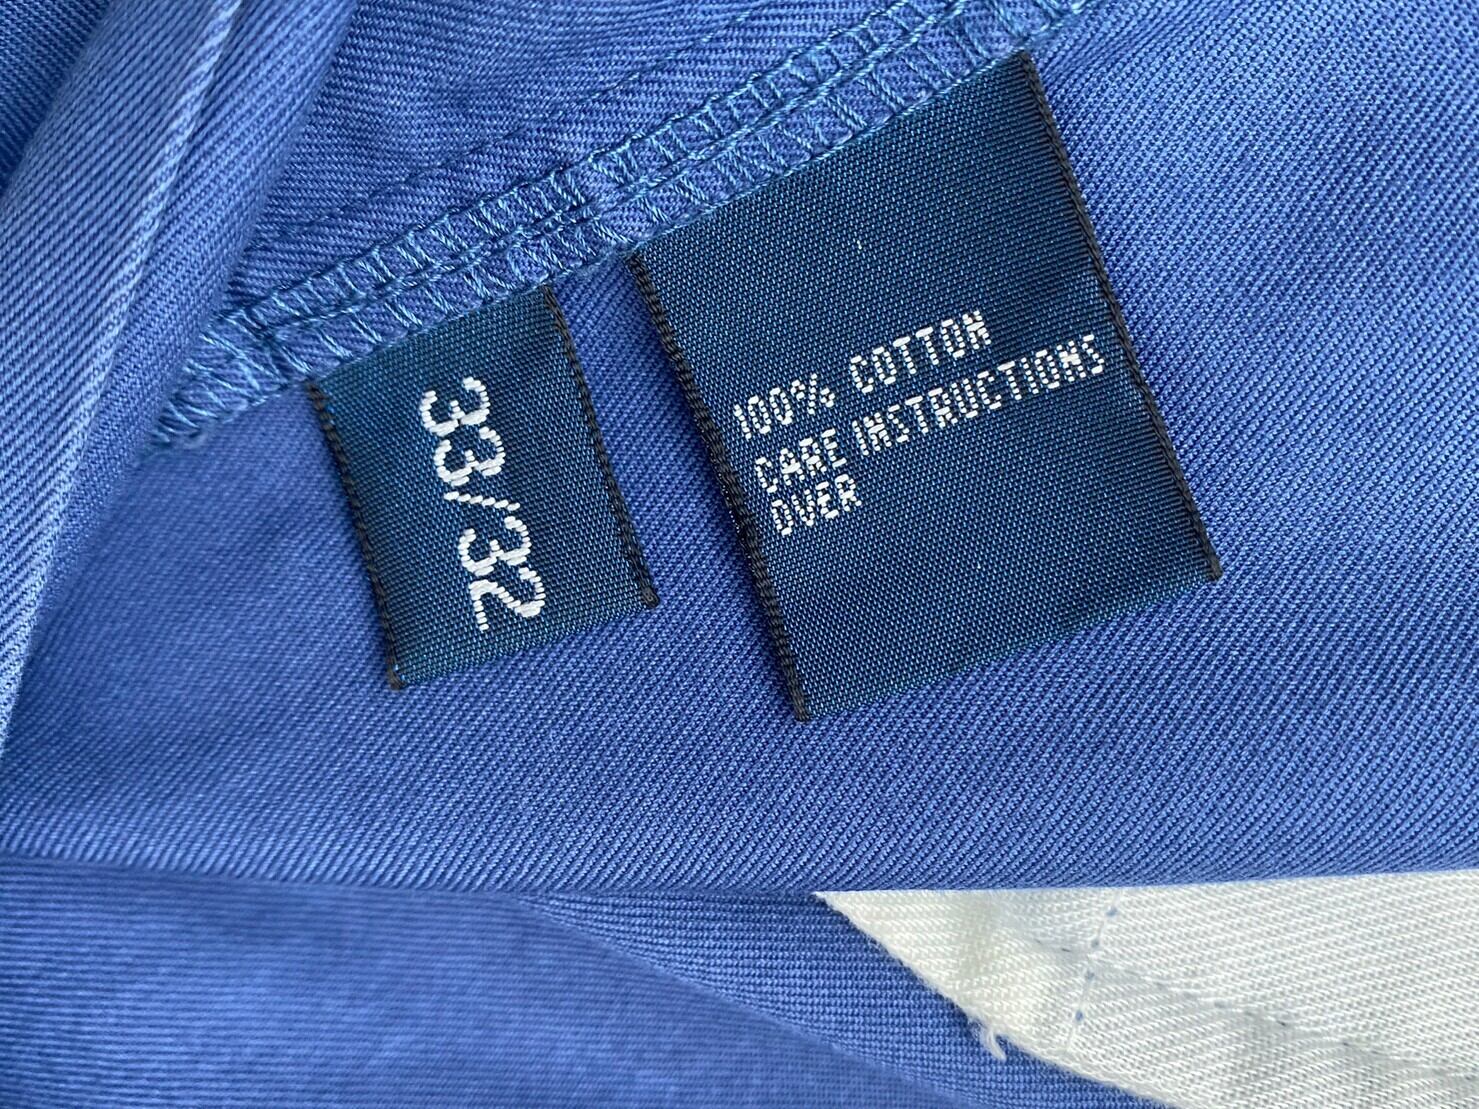 33/32
100% COTTON
CARE INSTRUCTIONS
OVER